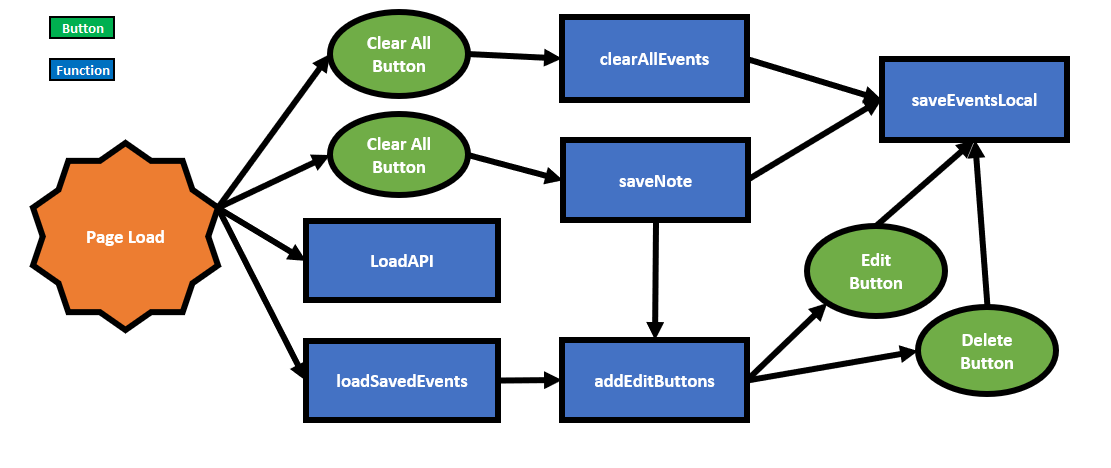 Button
Function
Page Load
Clear All
Button
Clear All
Button
LoadAPI
loadSavedEvents
clearAllEvents
saveNote
addEditButtons
saveEventsLocal
Edit
Button
Delete
Button